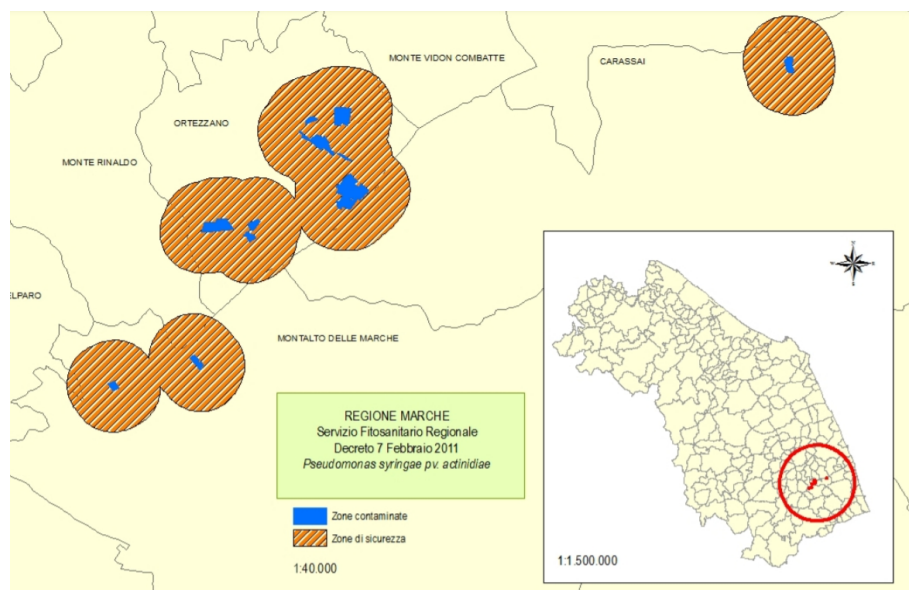 MONTE VIDON COMBATTE
CARASSAI
ORTEZZANO
MONTE RINALDO
ELPARO
MONTALTO DELLE MARCHE
REGIONE MARCHE
Servizio Fitosanitario Regionale
Decreto 7 Febbraio 2011
Pseudomonas syringae pv. actinidiae
Zone contaminate
Zone di sicurezza
1:40.000
1:1.500.000